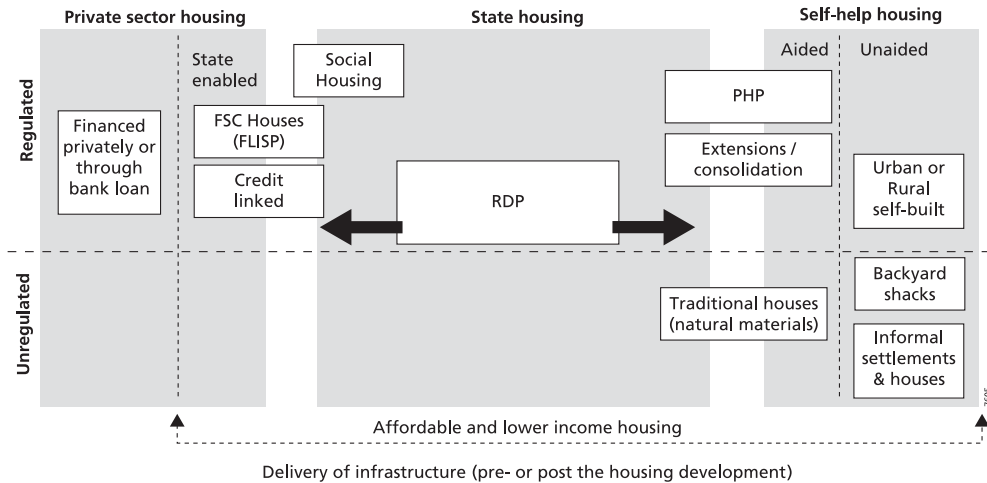 Private sector housing
State housing
Self-help housing
State
enabled
Aided
Unaided
Regulated
Unregulated
Social
Housing
Financed
privately or
through
bank loan
FSC Houses
(FLISP)
Credit
linked
RDP
PHP
Extensions /
consolidation
Urban or
Rural
self-built
Traditional houses
(natural materials)
Backyard
shacks
Informal
settlements
& houses
Affordable and lower income housing
Delivery of infrastructure (pre- or post the housing development)